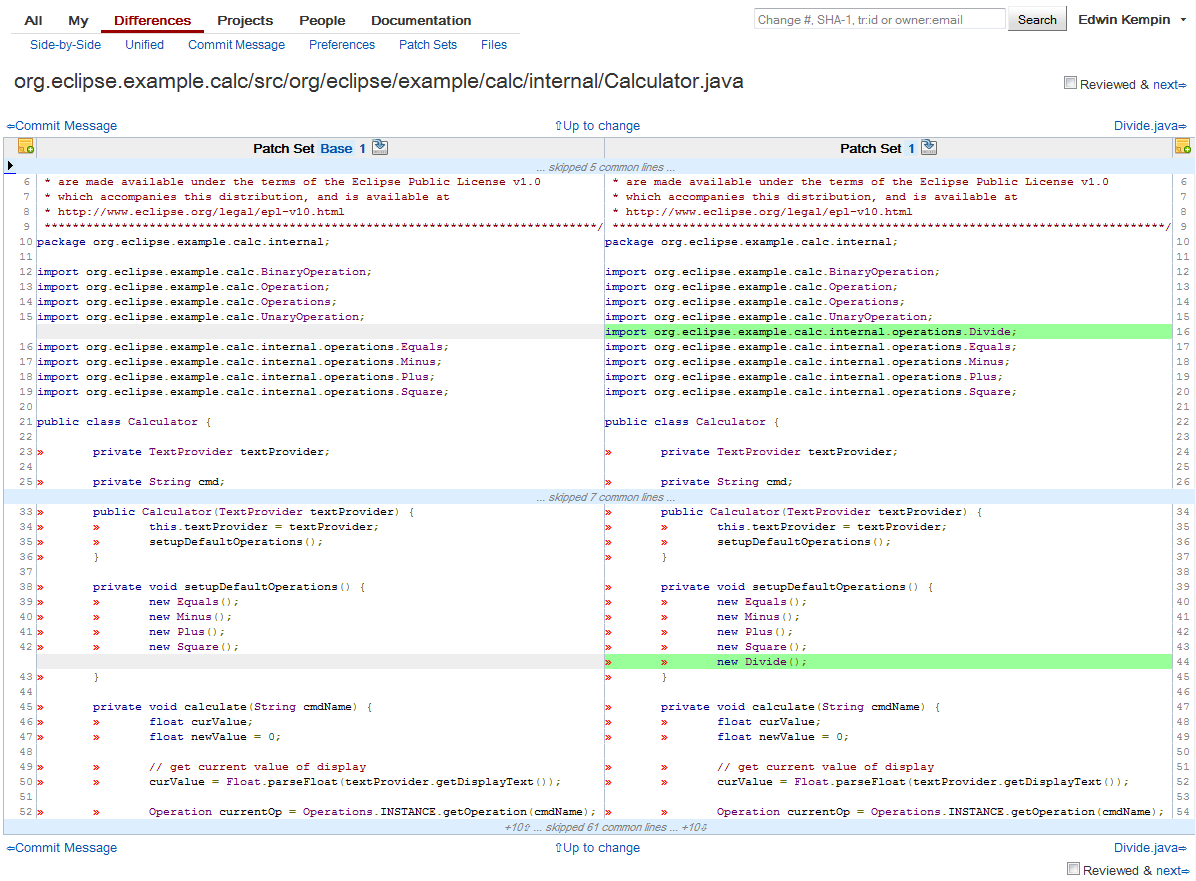 All My Differences Projects People Documentation Change #, SHA-1, tr:id or owner:email Search Edwin Kempin
Side-by-Side Unified Commit Message Preferences Patch Sets Files
org.eclipse.example.calc/src/org/eclipse/example/calc/internal/Calculator.java Reviewed & next⇨
⇦Commit Message ⇧Up to change Divide.java⇨
Patch Set Base 1 Patch Set 1
... skipped 5 common lines ...
6 * are made available under the terms of the Eclipse Public License v1.0 * are made available under the terms of the Eclipse Public License v1.0 6
7 * which accompanies this distribution, and is available at * which accompanies this distribution, and is available at 7
8 * http://www.eclipse.org/legal/epl-v10.html * http://www.eclipse.org/legal/epl-v10.html 8
9 *******************************************************************************/ *******************************************************************************/ 9
10 package org.eclipse.example.calc.internal; package org.eclipse.example.calc.internal; 10
11 11
12 import org.eclipse.example.calc.BinaryOperation; import org.eclipse.example.calc.BinaryOperation; 12
13 import org.eclipse.example.calc.Operation; import org.eclipse.example.calc.Operation; 13
14 import org.eclipse.example.calc.Operations; import org.eclipse.example.calc.Operations; 14
15 import org.eclipse.example.calc.UnaryOperation; import org.eclipse.example.calc.UnaryOperation; 15
import org.eclipse.example.calc.internal.operations.Divide; 16
16 import org.eclipse.example.calc.internal.operations.Equals; import org.eclipse.example.calc.internal.operations.Equals; 17
17 import org.eclipse.example.calc.internal.operations.Minus; import org.eclipse.example.calc.internal.operations.Minus; 18
18 import org.eclipse.example.calc.internal.operations.Plus; import org.eclipse.example.calc.internal.operations.Plus; 19
19 import org.eclipse.example.calc.internal.operations.Square; import org.eclipse.example.calc.internal.operations.Square; 20
20 21
21 public class Calculator { public class Calculator { 22
22 23
23 » private TextProvider textProvider; » private TextProvider textProvider; 24
24 25
25 » private String cmd; » private String cmd; 26
... skipped 7 common lines ...
33 » public Calculator(TextProvider textProvider) { » public Calculator(TextProvider textProvider) { 34
34 » » this.textProvider = textProvider; » » this.textProvider = textProvider; 35
35 » » setupDefaultOperations(); » » setupDefaultOperations(); 36
36 » } » } 37
37 38
38 » private void setupDefaultOperations() { » private void setupDefaultOperations() { 39
39 » » new Equals(); » » new Equals(); 40
40 » » new Minus(); » » new Minus(); 41
41 » » new Plus(); » » new Plus(); 42
42 » » new Square(); » » new Square(); 43
» » new Divide(); 44
43 » } » } 45
44 46
45 » private void calculate(String cmdName) { » private void calculate(String cmdName) { 47
46 » » float curValue; » » float curValue; 48
47 » » float newValue = 0; » » float newValue = 0; 49
48 50
49 » » // get current value of display » » // get current value of display 51
50 » » curValue = Float.parseFloat(textProvider.getDisplayText()); » » curValue = Float.parseFloat(textProvider.getDisplayText()); 52
51 53
52 » » Operation currentOp = Operations.INSTANCE.getOperation(cmdName); » » Operation currentOp = Operations.INSTANCE.getOperation(cmdName); 54
+10⇧ ... skipped 61 common lines ... +10⇩
⇦Commit Message ⇧Up to change Divide.java⇨
Reviewed & next⇨